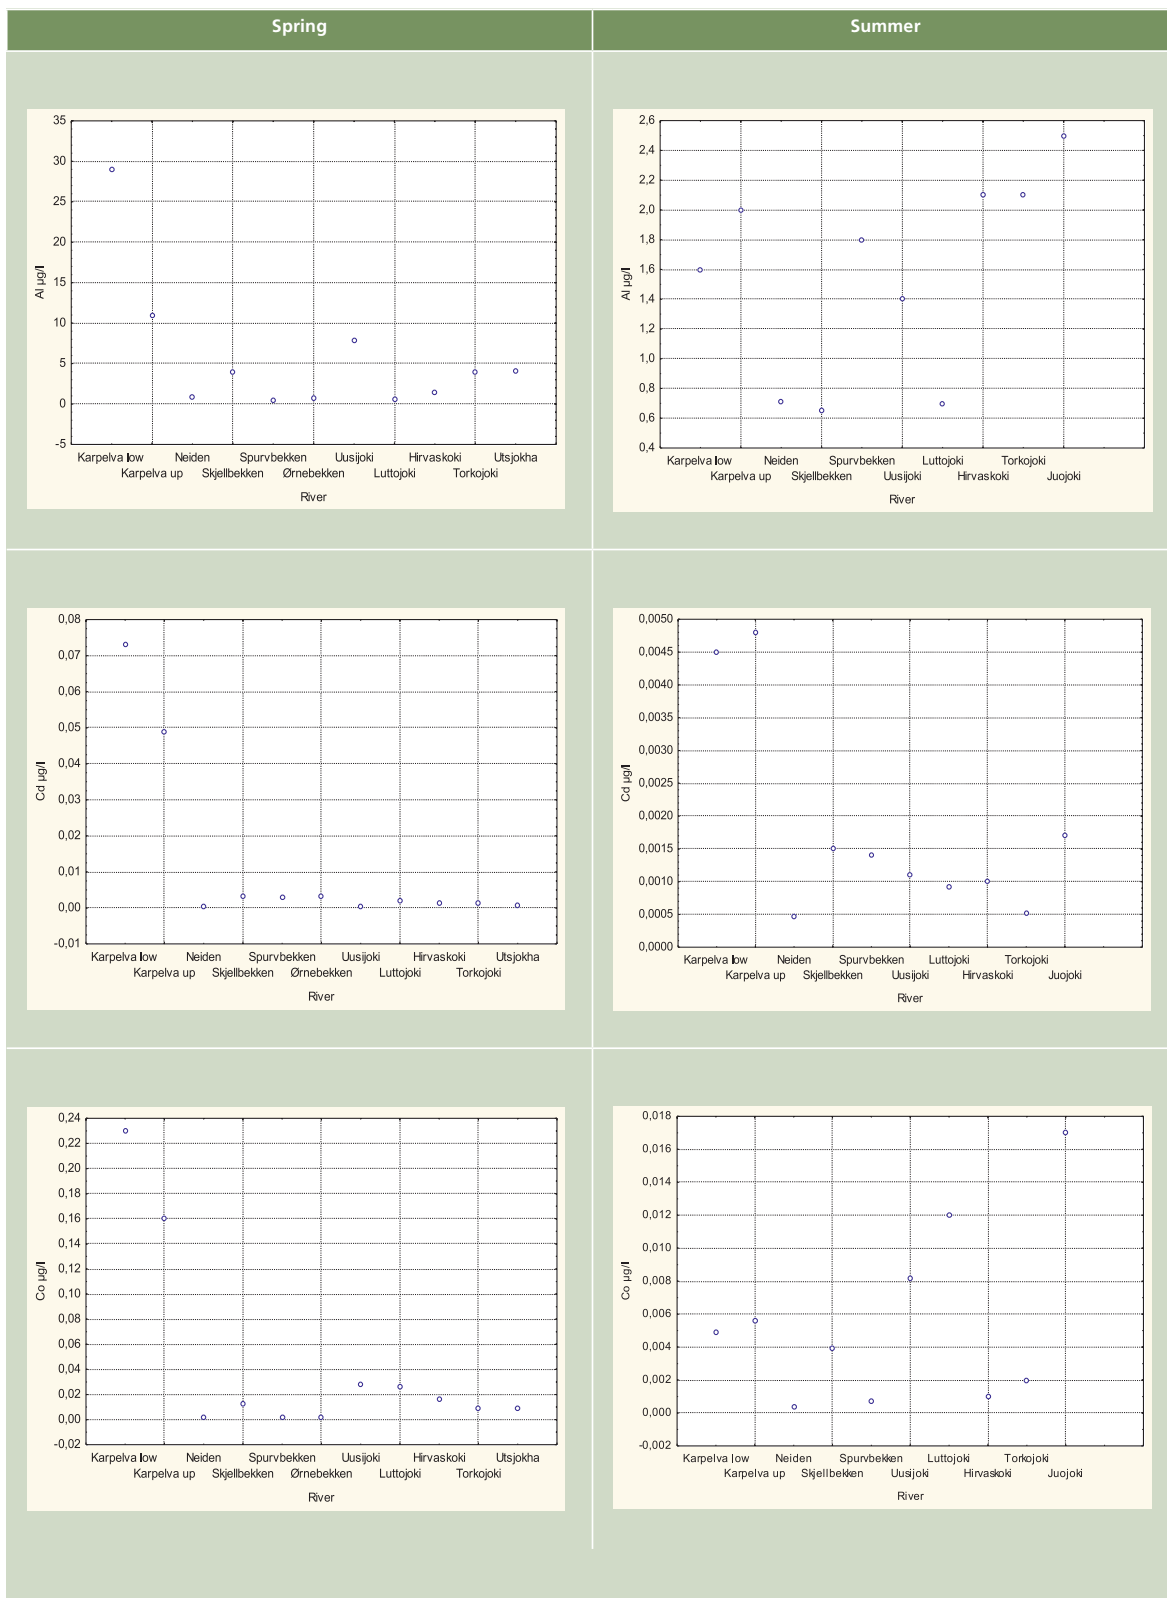 Spring
Summer
35
30
25
20
15
10
5
0
-5
Al µg/l
Karpelva low Neiden Spurvbekken Uusijoki Hirvaskoki Utsjokha
Karpelva up Skjellbekken Ørnebekken Luttojoki Torkojoki
River
2,6
2,4
2,2
2,0
1,8
1,6
1,4
1,2
1,0
0,8
0,6
0,4
Al µg/l
Karpelva low Neiden Spurvbekken Luttojoki Torkojoki
Karpelva up Skjellbekken Uusijoki Hirvaskoki Juojoki
River
0,08
0,07
0,06
0,05
0,04
0,03
0,02
0,01
0,00
-0,01
Cd µg/l
Karpelva low Neiden Spurvbekken Uusijoki Hirvaskoki Utsjokha
Karpelva up Skjellbekken Ørnebekken Luttojoki Torkojoki
River
0,0050
0,0045
0,0040
0,0035
0,0030
0,0025
0,0020
0,0015
0,0010
0,0005
0,0000
Cd µg/l
Karpelva low Neiden Spurvbekken Luttojoki Torkojoki
Karpelva up Skjellbekken Uusijoki Hirvaskoki Juojoki
River
0,24
0,22
0,20
0,18
0,16
0,14
0,12
0,10
0,08
0,06
0,04
0,02
0,00
-0,02
Co µg/l
Karpelva low Neiden Spurvbekken Uusijoki Hirvaskoki Utsjokha
Karpelva up Skjellbekken Ørnebekken Luttojoki Torkojoki
River
0,018
0,016
0,014
0,012
0,010
0,008
0,006
0,004
0,002
0,000
-0,002
Co µg/l
Karpelva low Neiden Spurvbekken Luttojoki Torkojoki
Karpelva up Skjellbekken Uusijoki Hirvaskoki Juojoki
River